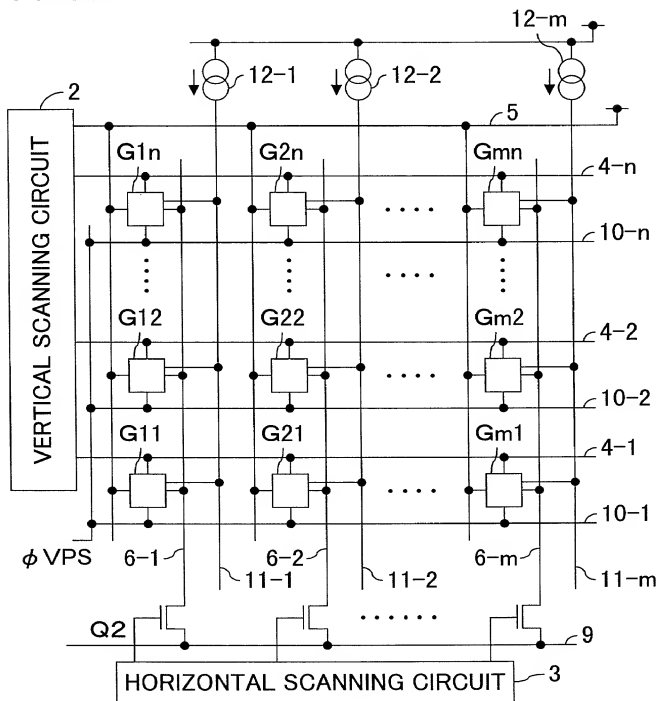 12-m
12-1
12-2
2
5
G1n
G2n
Gmn
4-n
10-n
VERTICAL SCANNING CIRCUIT
G12
G22
Gm2
4-2
10-2
G11
G21
Gm1
4-1
10-1
φVPS
6-1
6-2
6-m
11-1
11-2
11-m
Q2
9
HORIZONTAL SCANNING CIRCUIT
3